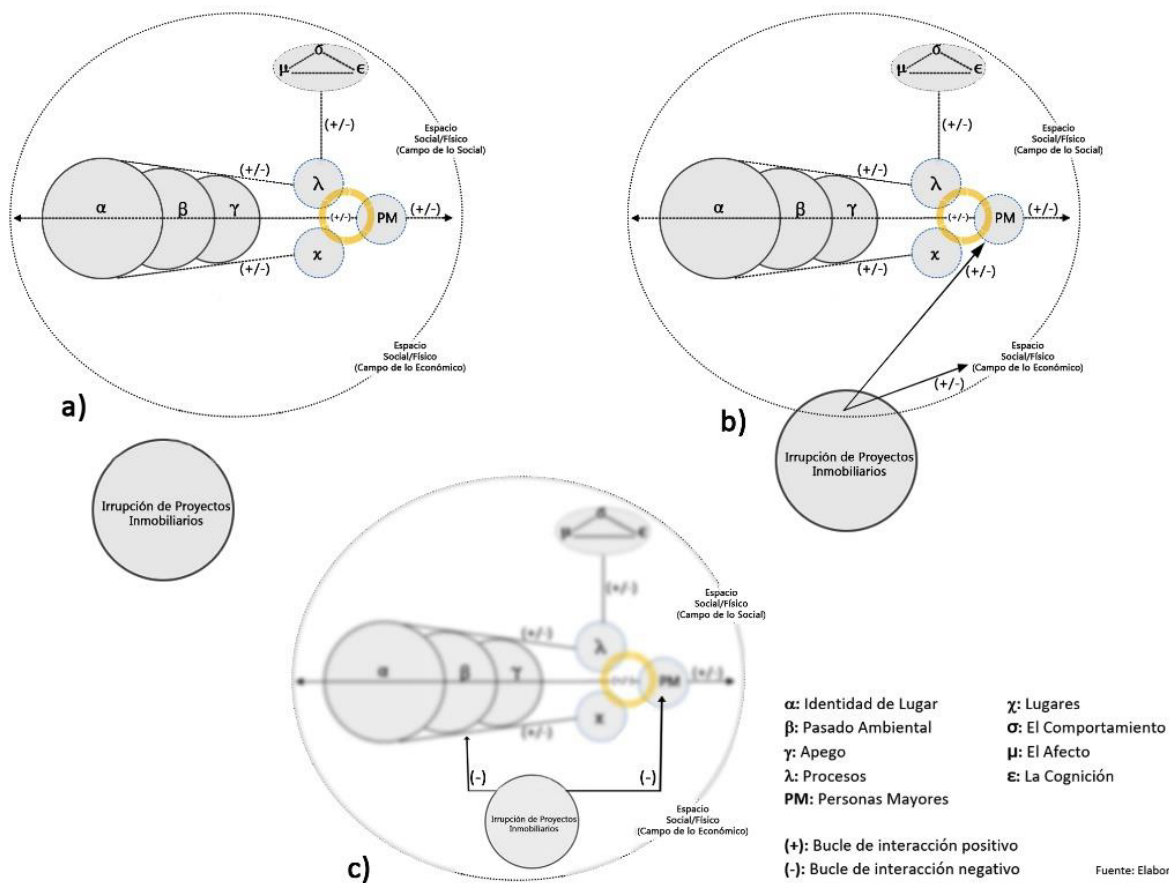 σ
μ
ε
(+/-)
Espacio
Social/Físico
(Campo de lo Social)
(+/-)
λ
α
β
γ
(+/-)
PM
(+/-)
χ
(+/-)
Espacio
Social/Físico
(Campo de lo Económico)
a)
Irrupción de Proyectos
Inmobiliarios
σ
μ
ε
(+/-)
Espacio
Social/Físico
(Campo de lo Social)
(+/-)
λ
α
β
γ
(+/-)
PM
(+/-)
χ
(+/-)
(+/-)
Espacio
Social/Físico
(Campo de lo Económico)
(+/-)
b)
Irrupción de Proyectos
Inmobiliarios
σ
μ
ε
(+/-)
Espacio
Social/Físico
(Campo de lo Social)
(+/-)
λ
α
β
γ
(+/-)
PM
(+/-)
χ
(+/-)
(-)
(-)
Irrupción de Proyectos
Inmobiliarios
Espacio
Social/Físico
(Campo de lo Económico)
c)
α: Identidad de Lugar
β: Pasado Ambiental
γ: Apego
λ: Procesos
PM: Personas Mayores
χ: Lugares
σ: El Comportamiento
μ: El Afecto
ε: La Cognición
(+): Bucle de interacción positivo
(-): Bucle de interacción negativo
Fuente: Elabor